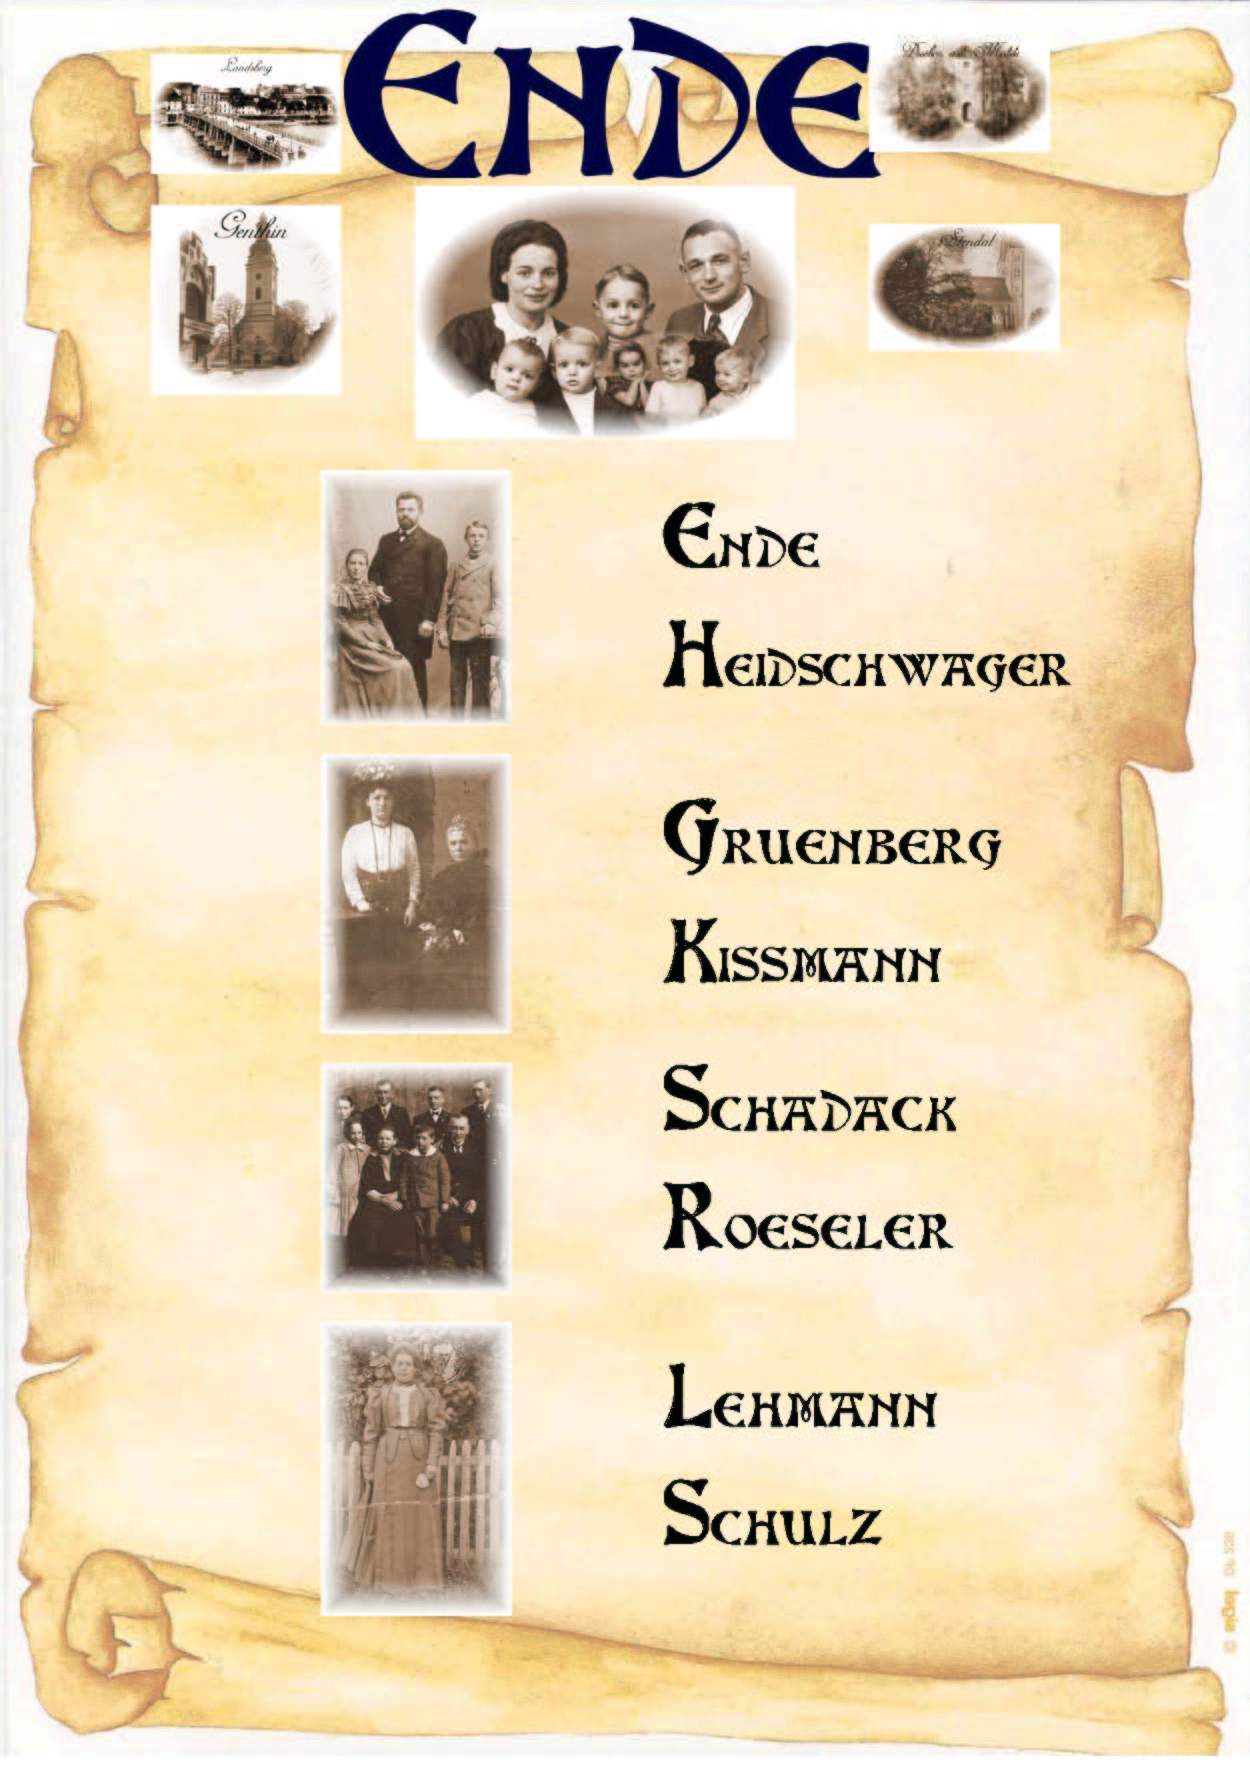 ENDE
Landsberg
Genthin
Stendal
ENDE
HEIDSCHWAGER
GRUENBERG
KISSMANN
SCHADACK
ROESELER
LEHMANN
SCHULZ